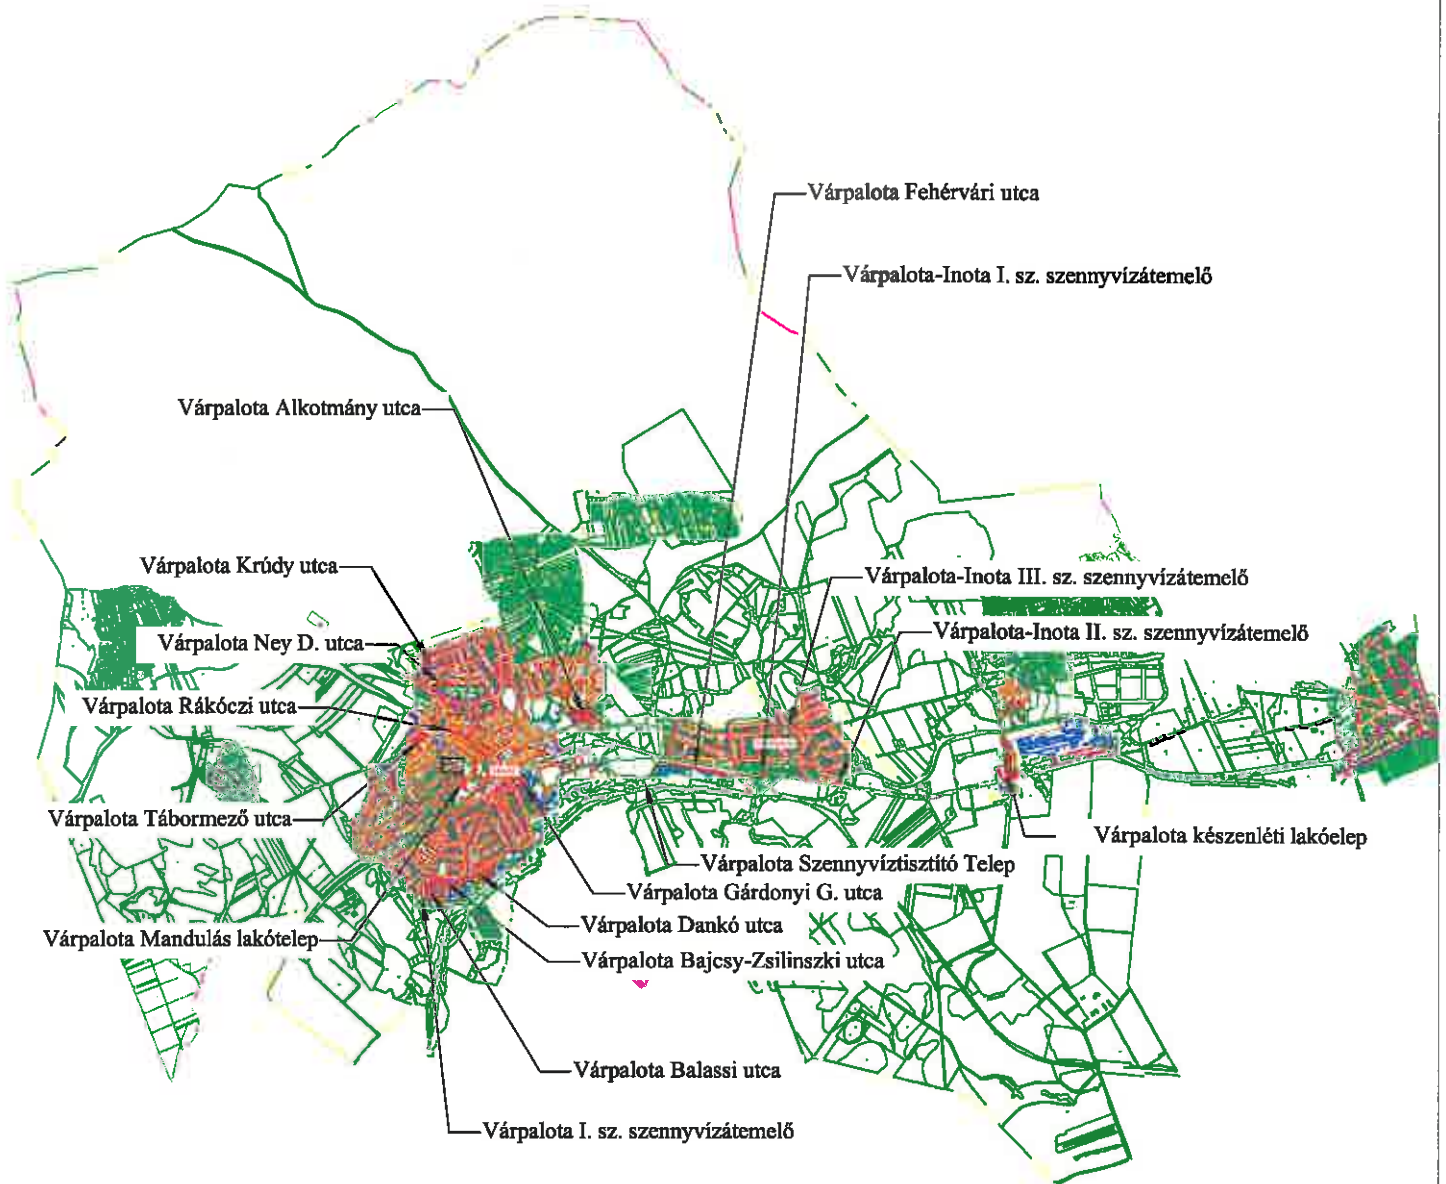 Várpalota Fehérvári utca
Várpalota-Inota I. sz. szennyvízátemelő
Várpalota Alkotmány utca
Várpalota Krúdy utca
Várpalota-Inota III. sz. szennyvízátemelő
Várpalota Ney D. utca
Várpalota-Inota II. sz. szennyvízátemelő
Várpalota Rákóczi utca
Várpalota Tábormező utca
Várpalota készenléti lakóelep
Várpalota Szennyvíztisztító Telep
Várpalota Gárdonyi G. utca
Várpalota Dankó utca
Várpalota Mandulás lakótelep
Várpalota Bajcsy-Zsilinszki utca
Várpalota Balassi utca
Várpalota I. sz. szennyvízátemelő